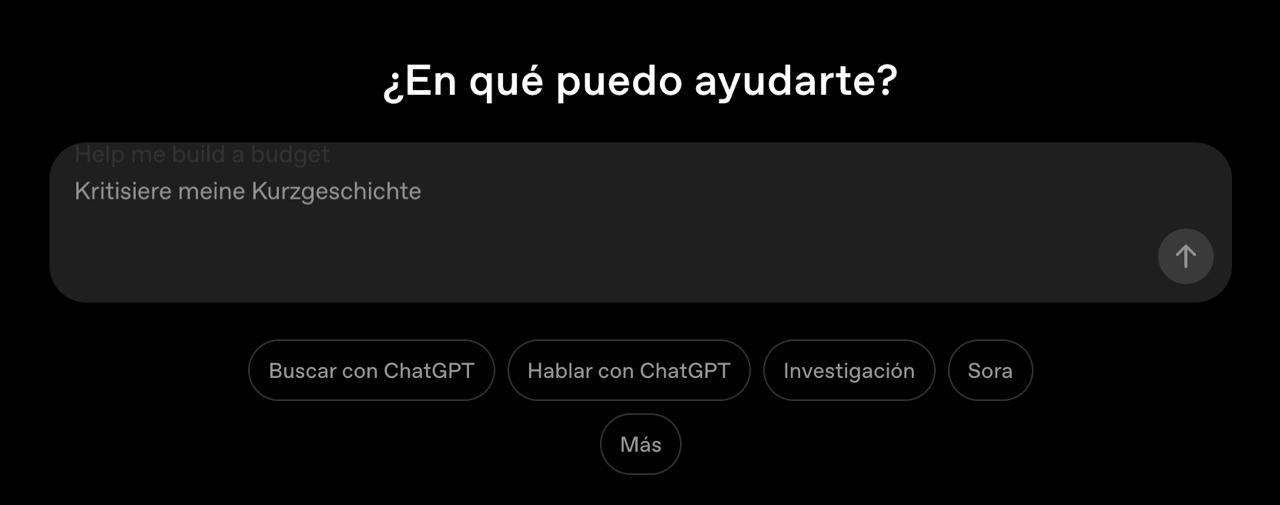 ¿En qué puedo ayudarte?
Help me build a budget
Kritisiere meine Kurzgeschichte
Buscar con ChatGPT
Hablar con ChatGPT
Investigación
Sora
Más